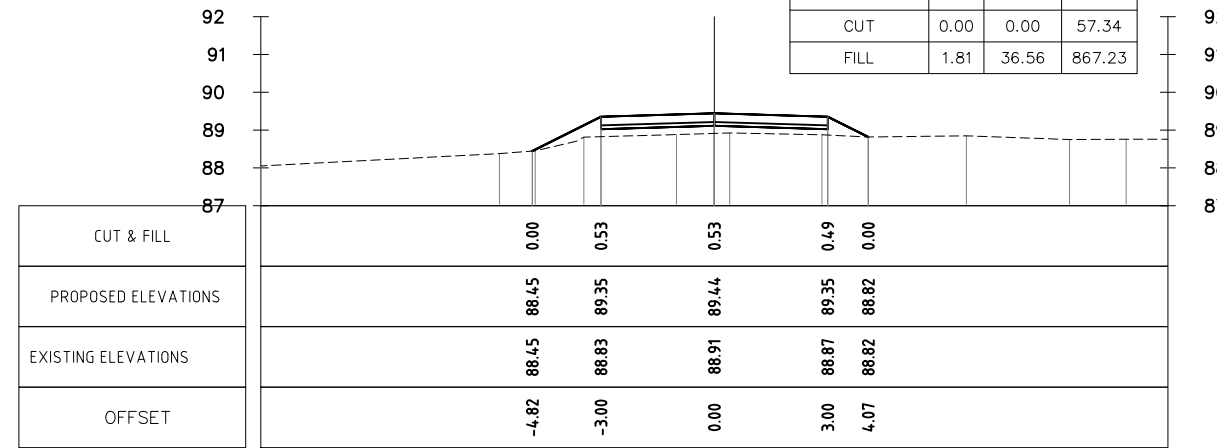 92
CUT 0.00 0.00 57.34
91
FILL 1.81 36.56 867.23
90
89
88
87
CUT & FILL 0.00 0.53 0.53 0.49 0.00
PROPOSED ELEVATIONS 88.45 89.35 89.44 89.35 88.82
EXISTING ELEVATIONS 88.45 88.83 88.91 88.87 88.82
OFFSET -4.82 -3.00 0.00 3.00 4.07